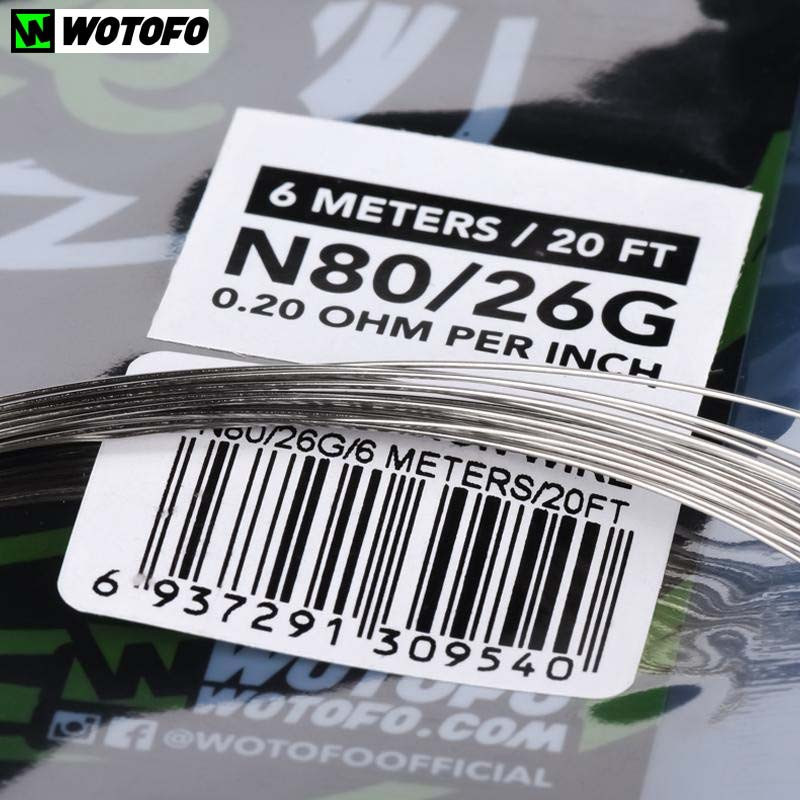 WOTOFO
6 METERS / 20 FT
N80/26G
0.20 OHM PER INCH
WIRE
N80/26G/6 METERS/20FT
6 937291 309540
WOTOFO
WOTOFO.COM
@WOTOFOOFFICIAL